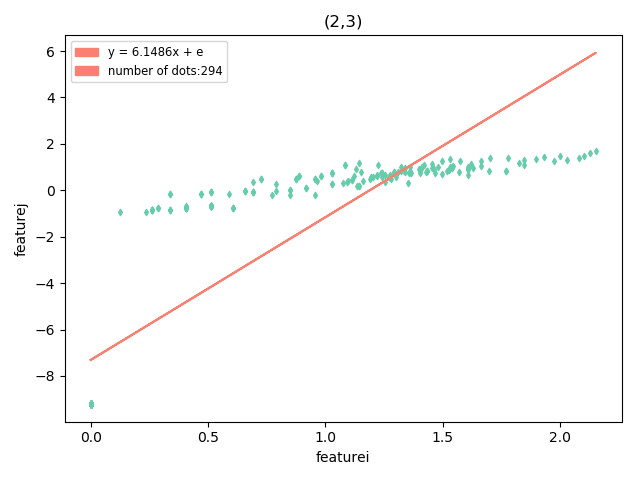 (2,3)
y = 6.1486x + e
number of dots:294
6
4
2
0
−2
−4
−6
−8
featurej
0.0 0.5 1.0 1.5 2.0
featurei